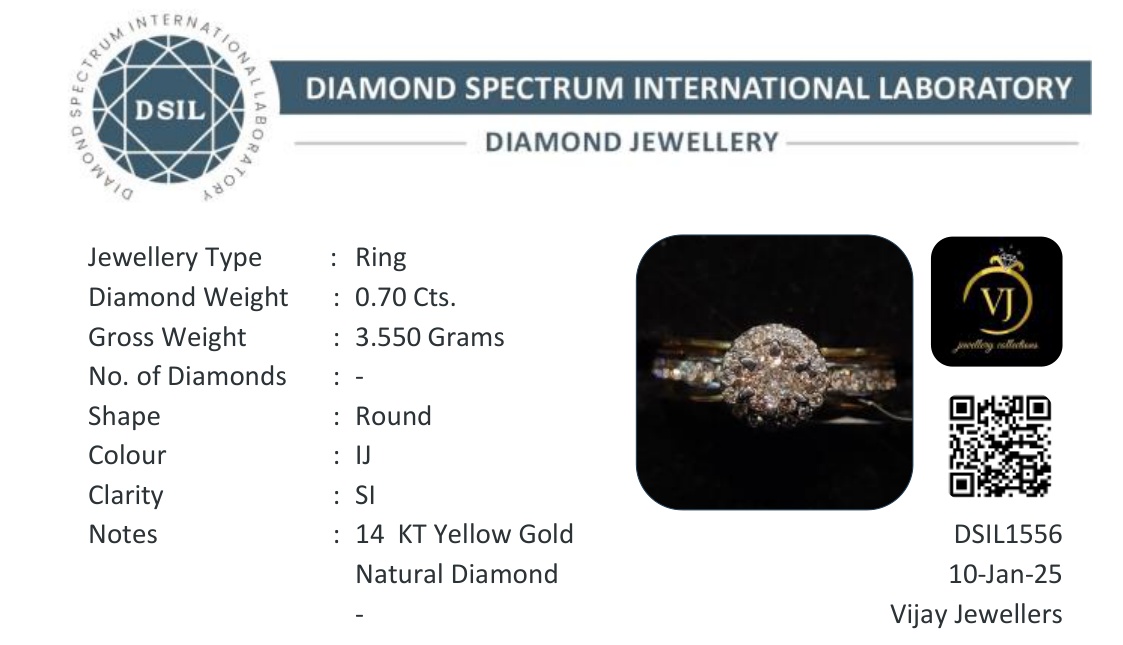 DIAMOND SPECTRUM INTERNATIONAL LABORATORY
DSIL
DIAMOND SPECTRUM INTERNATIONAL LABORATORY
DIAMOND JEWELLERY
Jewellery Type : Ring
Diamond Weight : 0.70 Cts.
Gross Weight : 3.550 Grams
No. of Diamonds : -
Shape : Round
Colour : IJ
Clarity : SI
Notes : 14 KT Yellow Gold
Natural Diamond
-
VJ
jewellery collections
DSIL1556
10-Jan-25
Vijay Jewellers